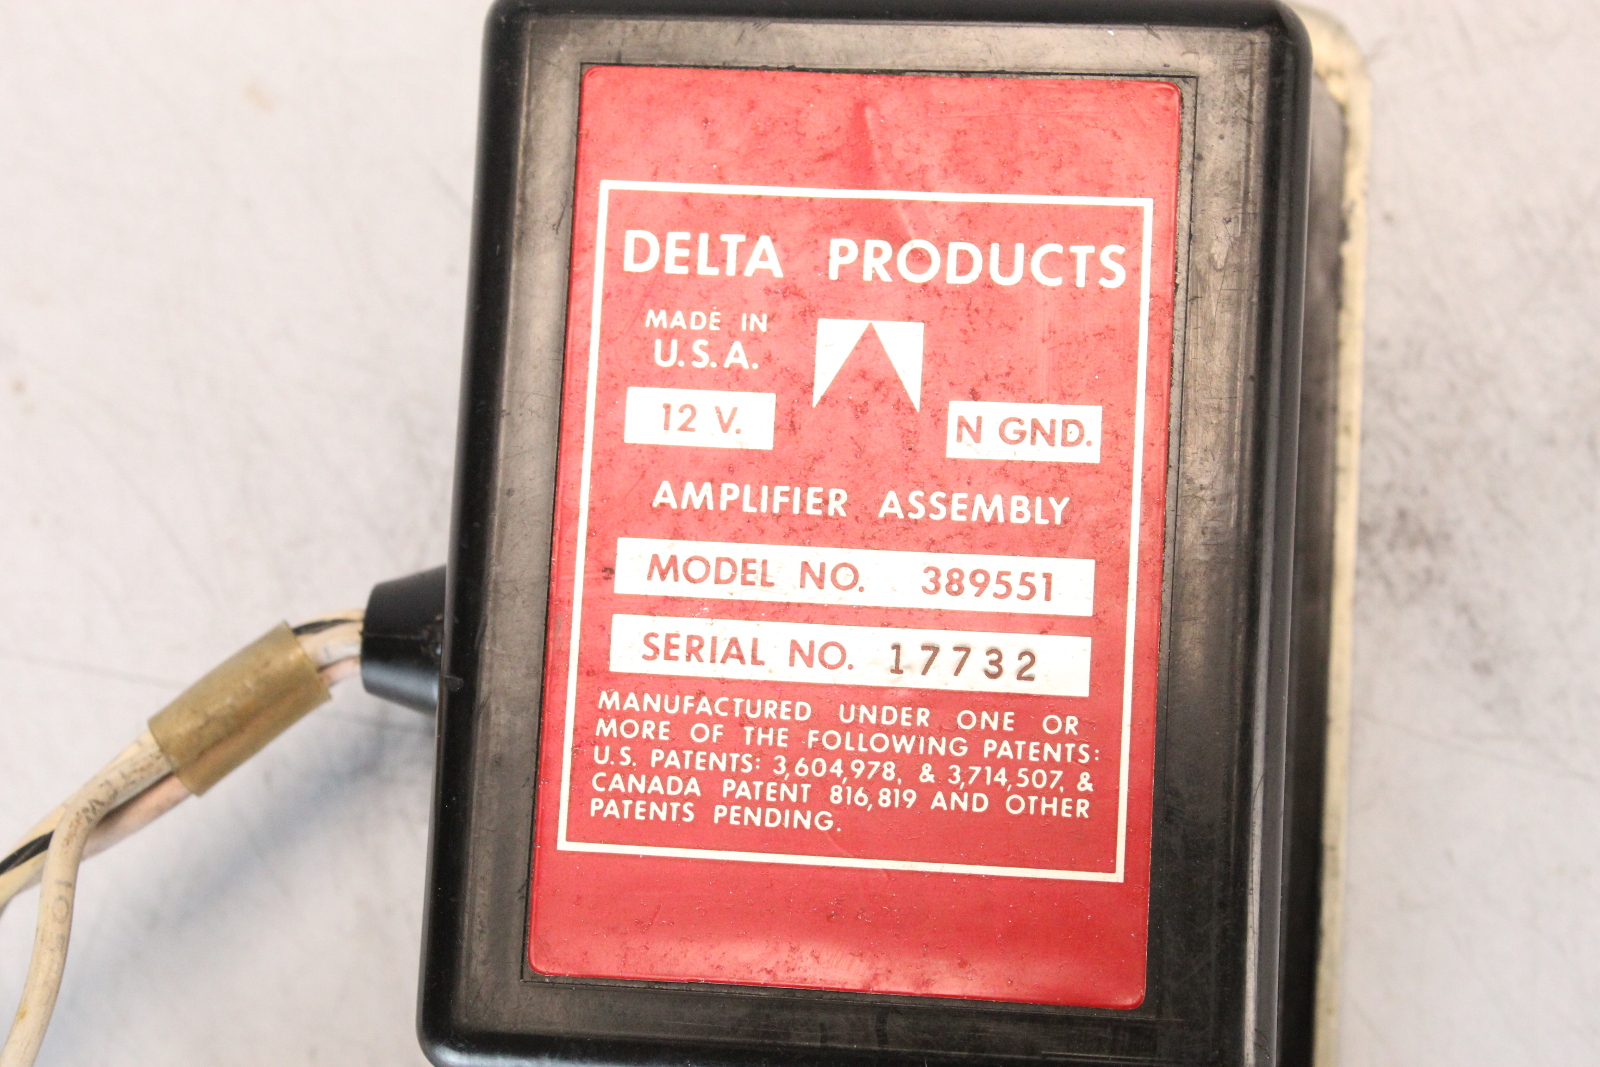 DELTA PRODUCTS
MADE IN
U.S.A.
12 V.
N GND.
AMPLIFIER ASSEMBLY
MODEL NO. 389551
SERIAL NO. 17732
MANUFACTURED UNDER ONE OR
MORE OF THE FOLLOWING PATENTS:
U.S. PATENTS: 3,604,978, & 3,714,507, &
CANADA PATENT 816,819 AND OTHER
PATENTS PENDING.